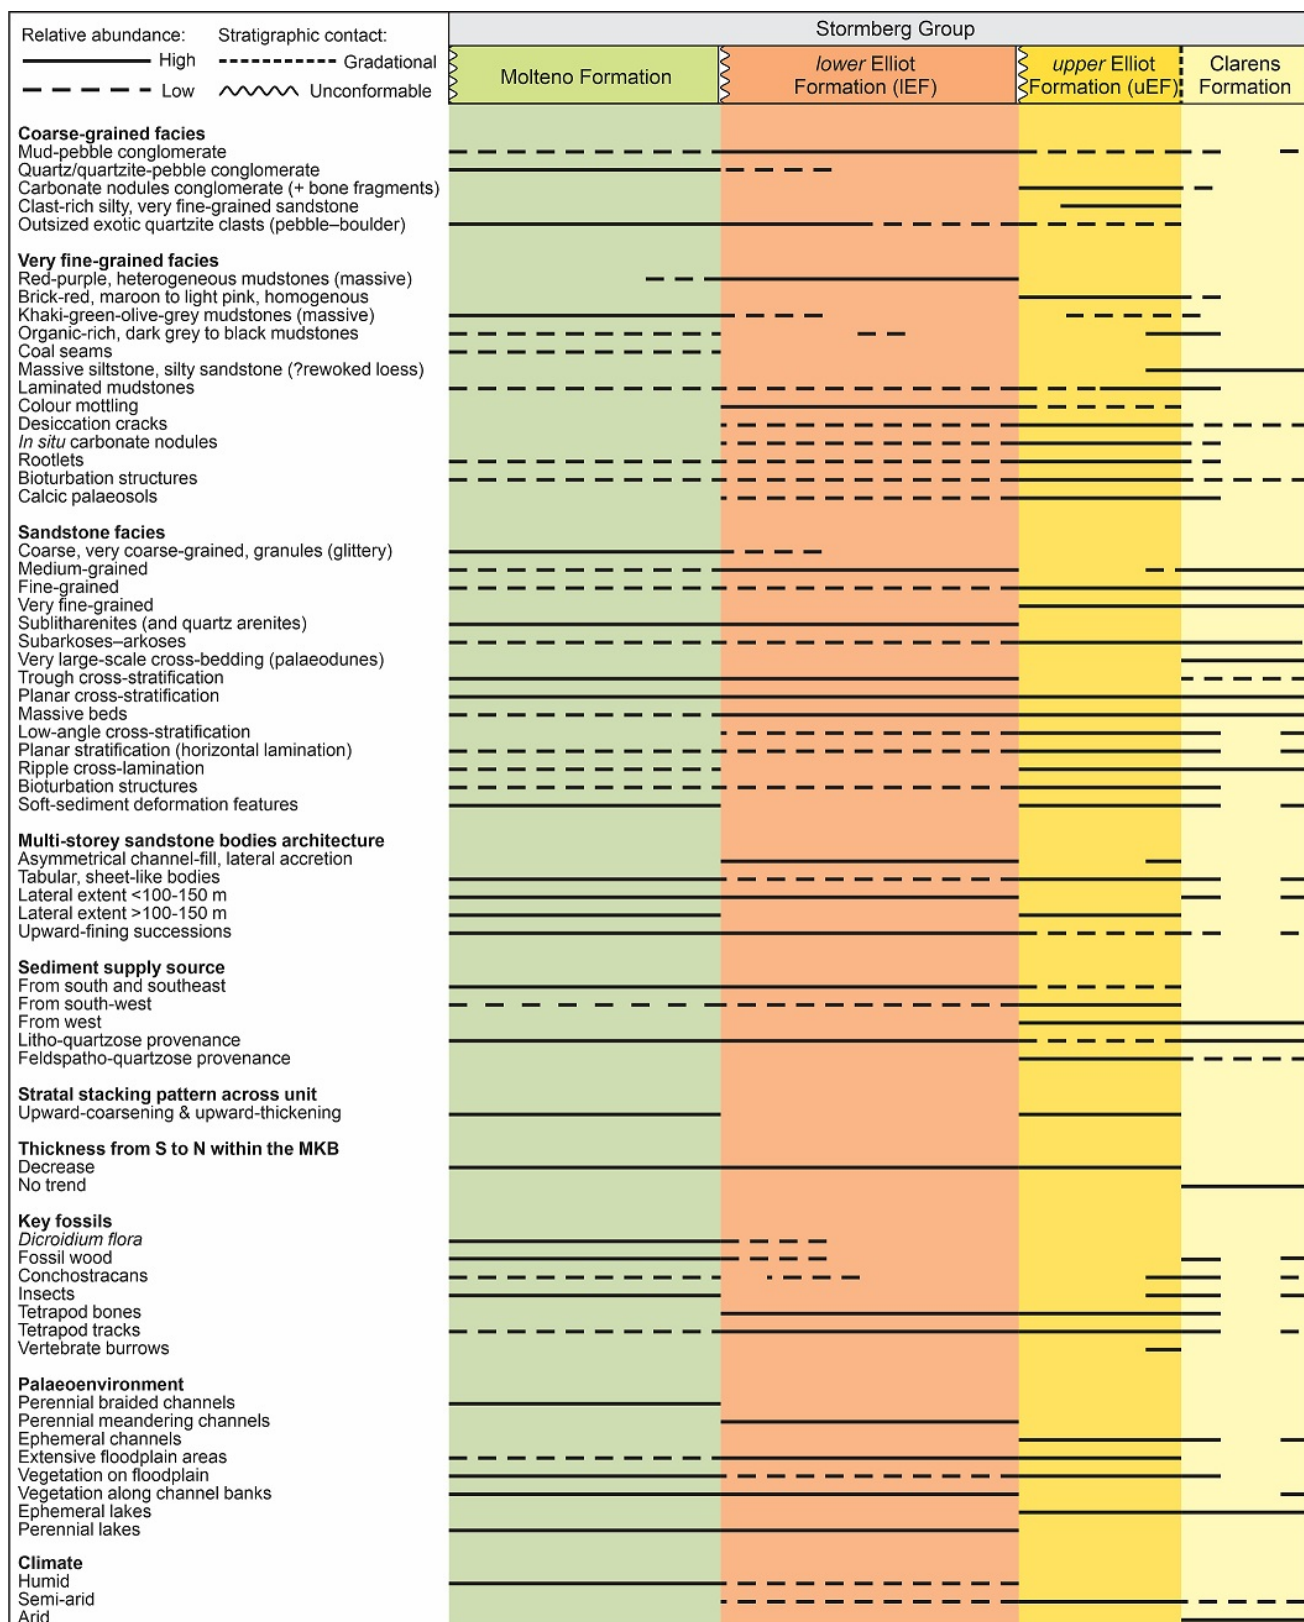 Relative abundance: Stratigraphic contact:
High Gradational
Low Unconformable
Stormberg Group
Molteno Formation
lower Elliot
Formation (lEF)
upper Elliot
Formation (uEF)
Clarens
Formation
Coarse-grained facies
Mud-pebble conglomerate
Quartz/quartzite-pebble conglomerate
Carbonate nodules conglomerate (+ bone fragments)
Clast-rich silty, very fine-grained sandstone
Outsized exotic quartzite clasts (pebble–boulder)
Very fine-grained facies
Red-purple, heterogeneous mudstones (massive)
Brick-red, maroon to light pink, homogenous
Khaki-green-olive-grey mudstones (massive)
Organic-rich, dark grey to black mudstones
Coal seams
Massive siltstone, silty sandstone (?rewoked loess)
Laminated mudstones
Colour mottling
Desiccation cracks
In situ carbonate nodules
Rootlets
Bioturbation structures
Calcic palaeosols
Sandstone facies
Coarse, very coarse-grained, granules (glittery)
Medium-grained
Fine-grained
Very fine-grained
Sublitharenites (and quartz arenites)
Subarkoses–arkoses
Very large-scale cross-bedding (palaeodunes)
Trough cross-stratification
Planar cross-stratification
Massive beds
Low-angle cross-stratification
Planar stratification (horizontal lamination)
Ripple cross-lamination
Bioturbation structures
Soft-sediment deformation features
Multi-storey sandstone bodies architecture
Asymmetrical channel-fill, lateral accretion
Tabular, sheet-like bodies
Lateral extent <100-150 m
Lateral extent >100-150 m
Upward-fining successions
Sediment supply source
From south and southeast
From south-west
From west
Litho-quartzose provenance
Feldspatho-quartzose provenance
Stratal stacking pattern across unit
Upward-coarsening & upward-thickening
Thickness from S to N within the MKB
Decrease
No trend
Key fossils
Dicroidium flora
Fossil wood
Conchostracans
Insects
Tetrapod bones
Tetrapod tracks
Vertebrate burrows
Palaeoenvironment
Perennial braided channels
Perennial meandering channels
Ephemeral channels
Extensive floodplain areas
Vegetation on floodplain
Vegetation along channel banks
Ephemeral lakes
Perennial lakes
Climate
Humid
Semi-arid
Arid